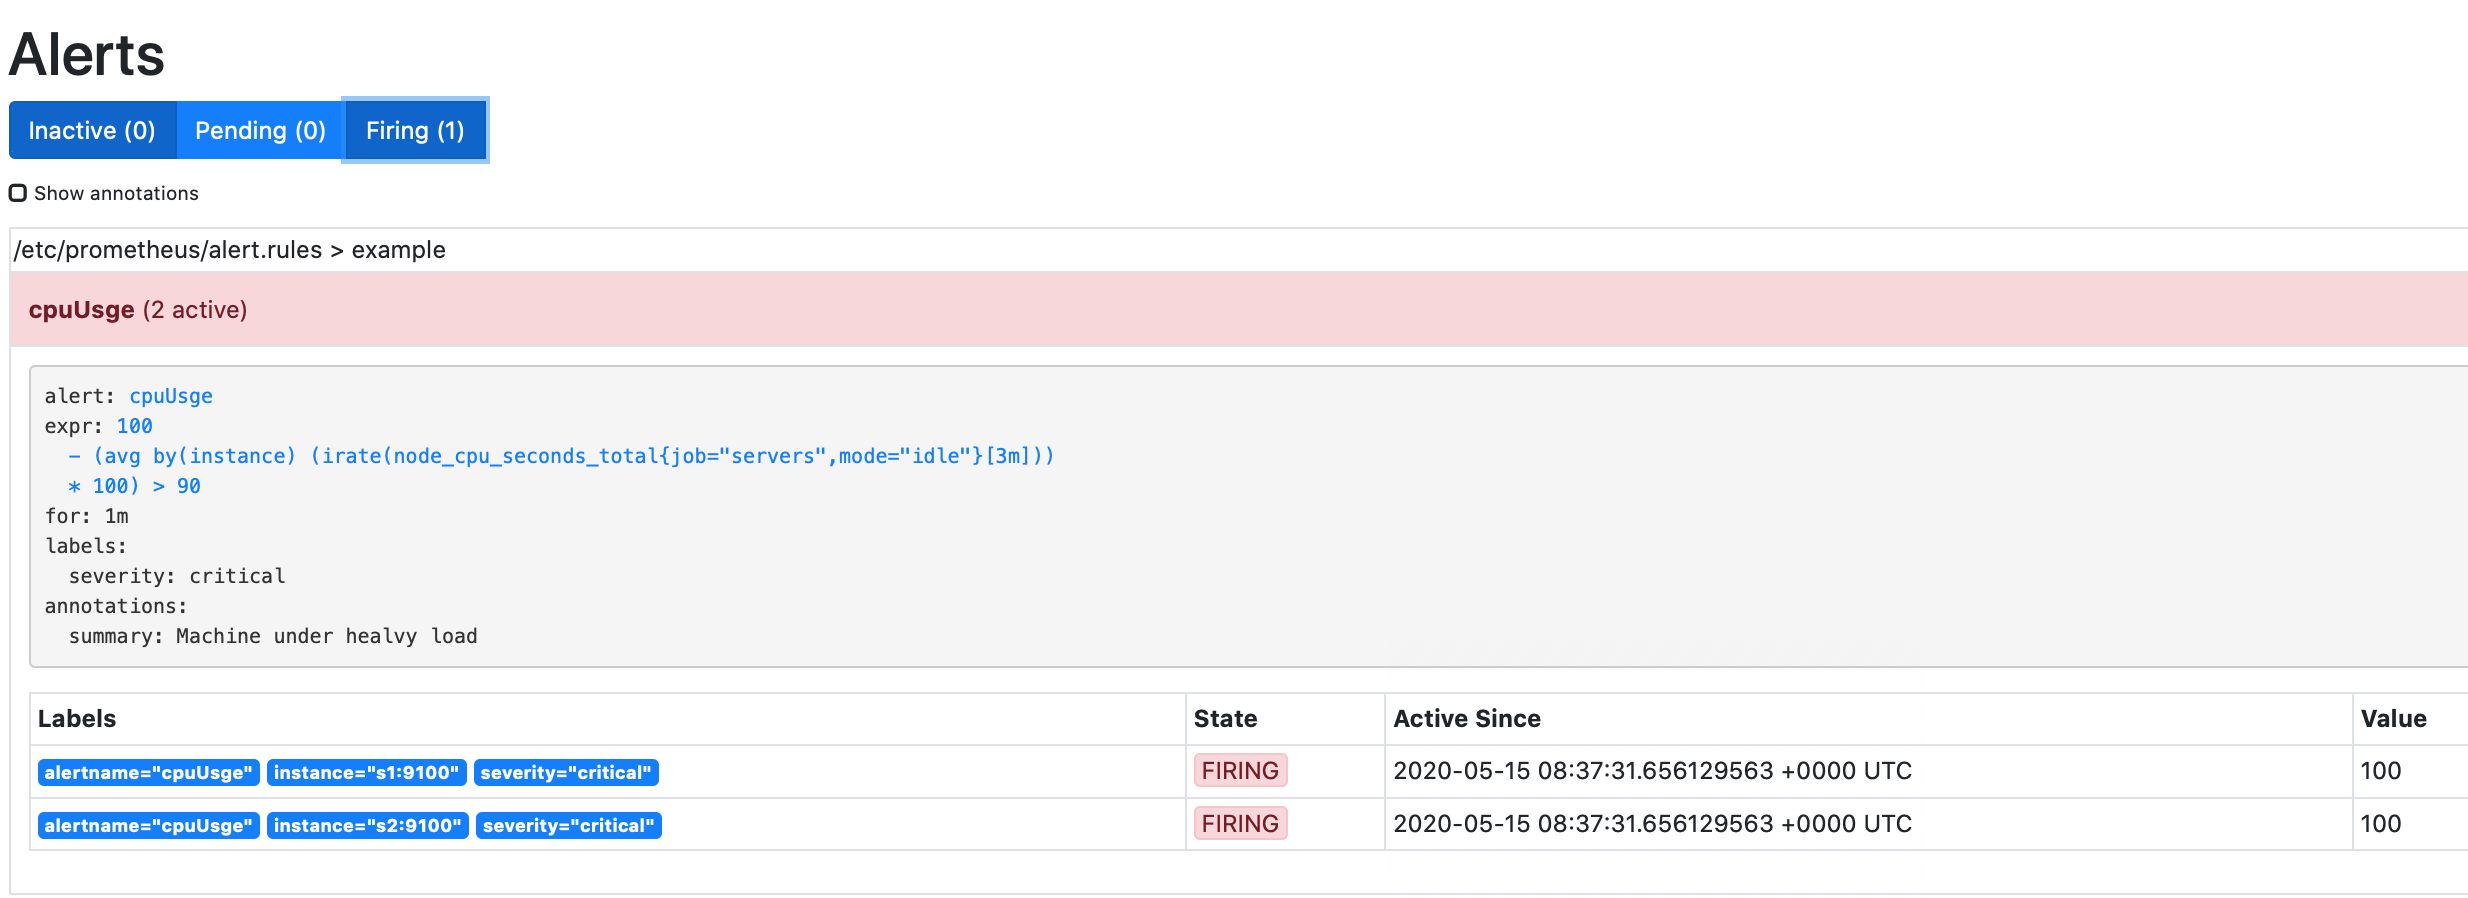 Alerts
Inactive (0) Pending (0) Firing (1)
Show annotations
/etc/prometheus/alert.rules > example
cpuUsge (2 active)
alert: cpuUsge
expr: 100
  - (avg by(instance) (irate(node_cpu_seconds_total{job="servers",mode="idle"}[3m]))
  * 100) > 90
for: 1m
labels:
  severity: critical
annotations:
  summary: Machine under healvy load
Labels State Active Since Value
alertname="cpuUsge" instance="s1:9100" severity="critical" FIRING 2020-05-15 08:37:31.656129563 +0000 UTC 100
alertname="cpuUsge" instance="s2:9100" severity="critical" FIRING 2020-05-15 08:37:31.656129563 +0000 UTC 100